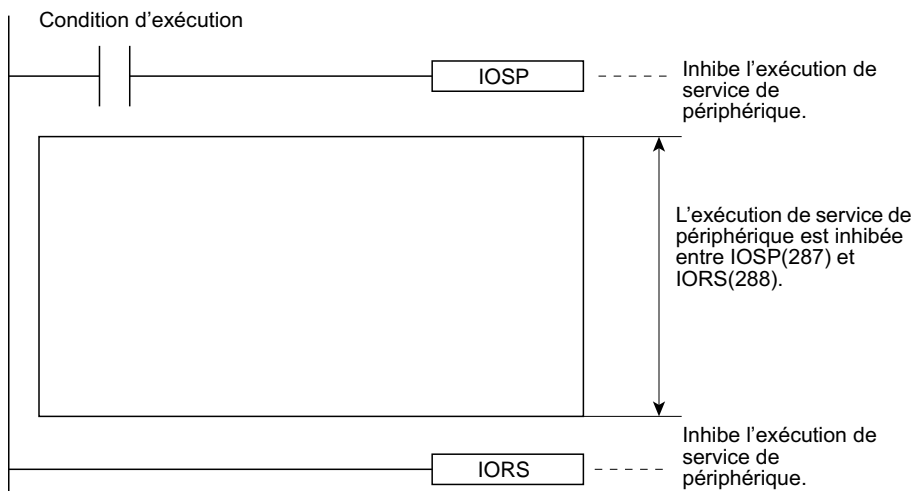 Condition d’exécution
IOSP
Inhibe l’exécution de
service de
périphérique.
L’exécution de service de
périphérique est inhibée
entre IOSP(287) et
IORS(288).
IORS
Inhibe l’exécution de
service de
périphérique.